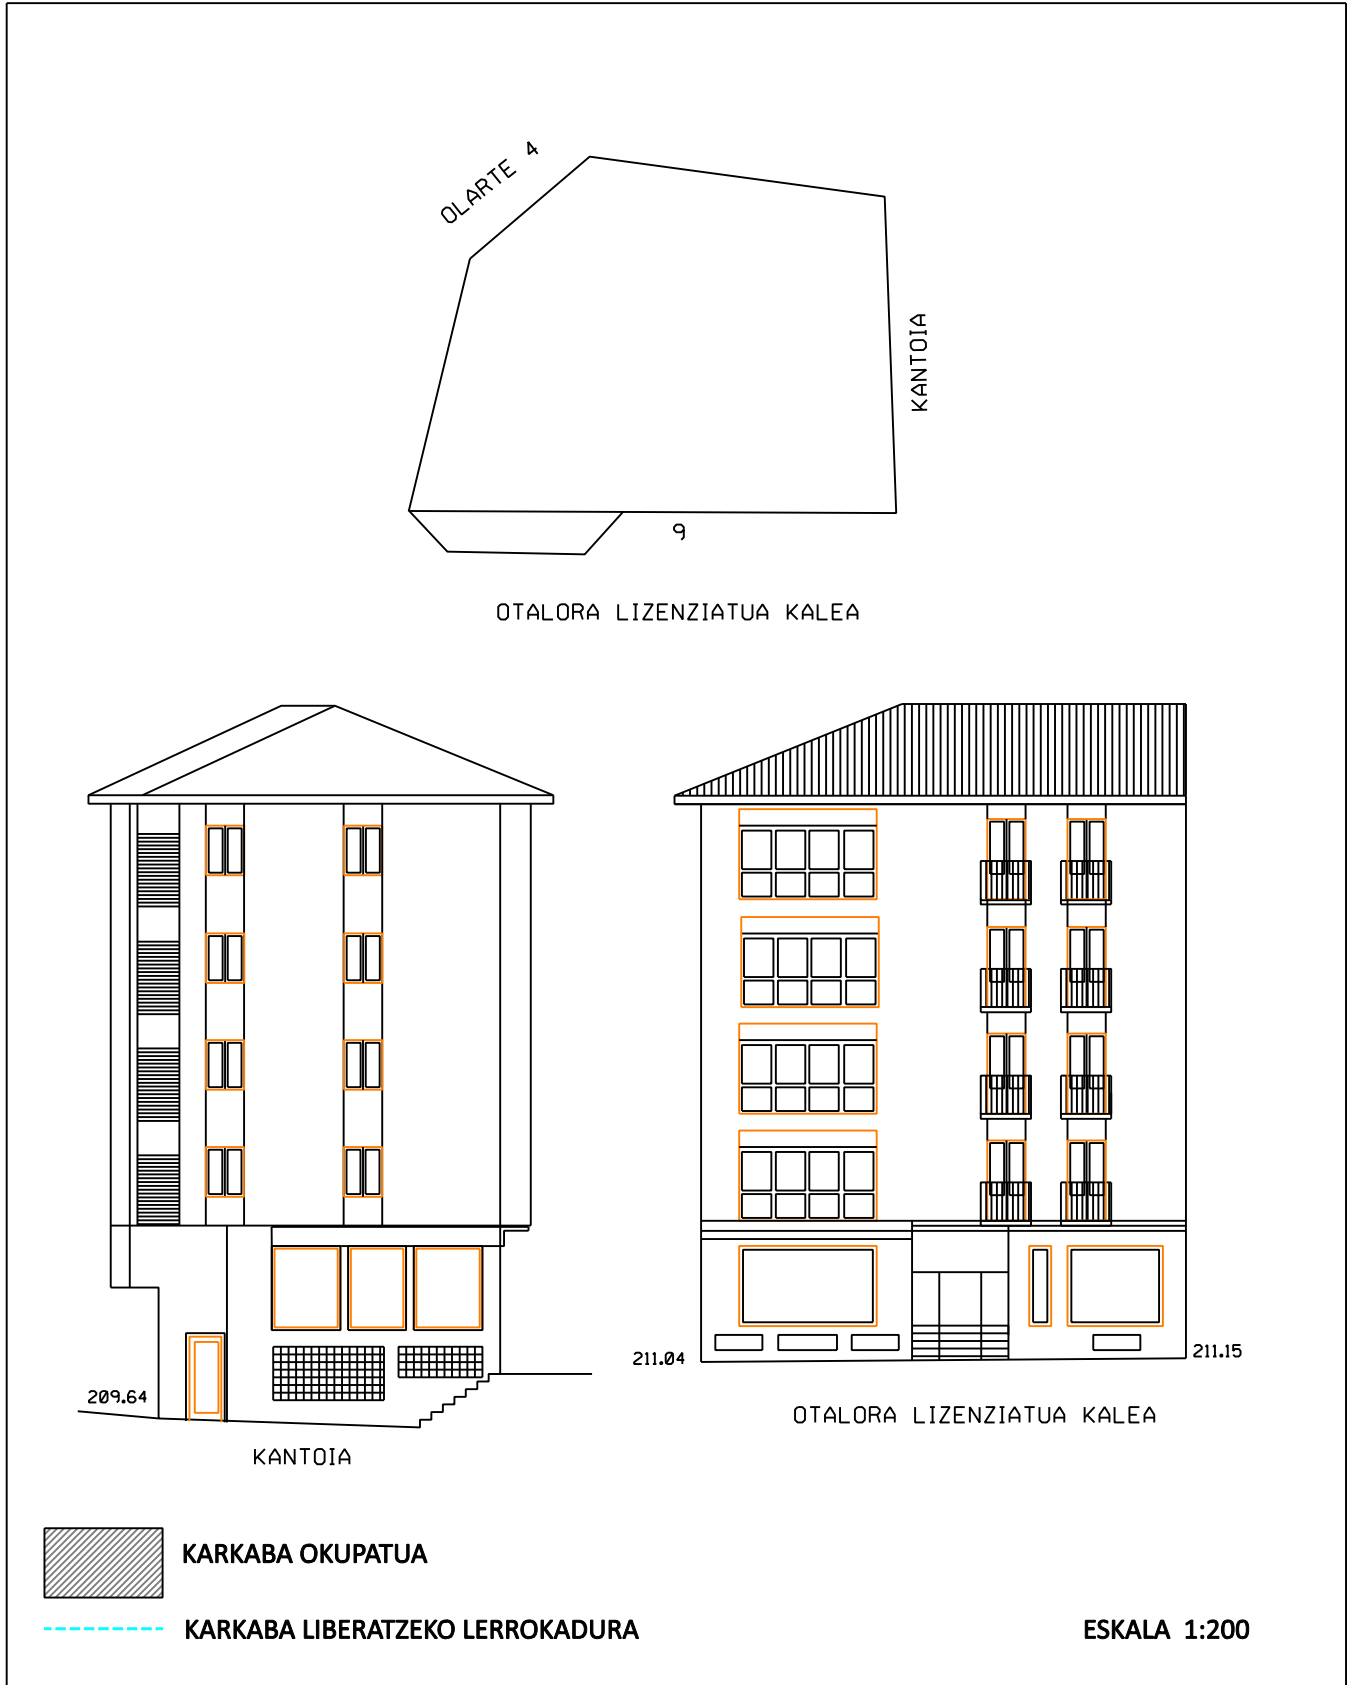 OLARTE 4
KANTOIA
9
OTALORA LIZENZIATUA KALEA
209.64
KANTOIA
211.04
211.15
OTALORA LIZENZIATUA KALEA
KARKABA OKUPATUA
KARKABA LIBERATZEKO LERROKADURA
ESKALA 1:200